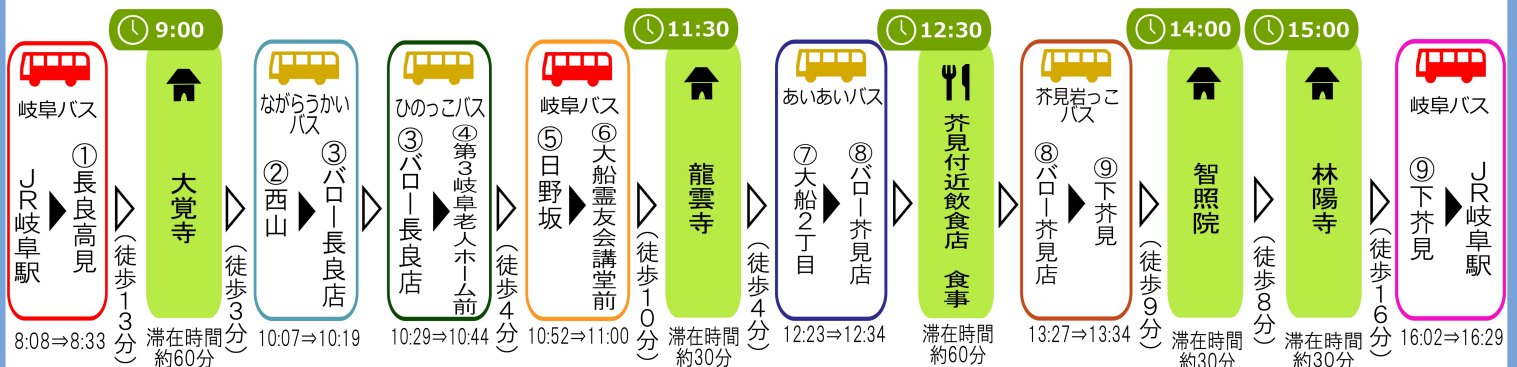 岐阜バス
JR岐阜駅
①長良高見
8:08⇒8:33
(徒歩13分)
9:00
大覚寺
滞在時間
約60分
(徒歩3分)
ながらうかい
バス
②西山
③バロー長良店
10:07⇒10:19
ひのっこバス
③バロー長良店
④第3岐阜老人ホーム前
10:29⇒10:44
(徒歩4分)
岐阜バス
⑤日野坂
⑥大船霊友会講堂前
10:52⇒11:00
(徒歩10分)
11:30
龍雲寺
滞在時間
約30分
(徒歩4分)
あいあいバス
⑦大船2丁目
⑧バロー芥見店
12:23⇒12:34
12:30
芥見付近飲食店 食事
滞在時間
約60分
芥見岩っこ
バス
⑧バロー芥見店
⑨下芥見
13:27⇒13:34
(徒歩9分)
14:00
智照院
滞在時間
約30分
(徒歩8分)
15:00
林陽寺
滞在時間
約30分
(徒歩16分)
岐阜バス
⑨下芥見
JR岐阜駅
16:02⇒16:29